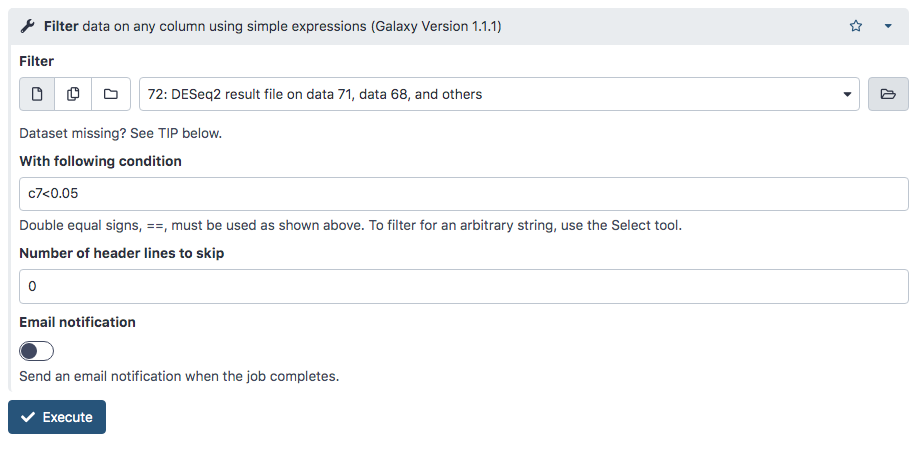 Filter data on any column using simple expressions (Galaxy Version 1.1.1)
Filter
72: DESeq2 result file on data 71, data 68, and others
Dataset missing? See TIP below.
With following condition
c7<0.05
Double equal signs, ==, must be used as shown above. To filter for an arbitrary string, use the Select tool.
Number of header lines to skip
0
Email notification
Send an email notification when the job completes.
Execute